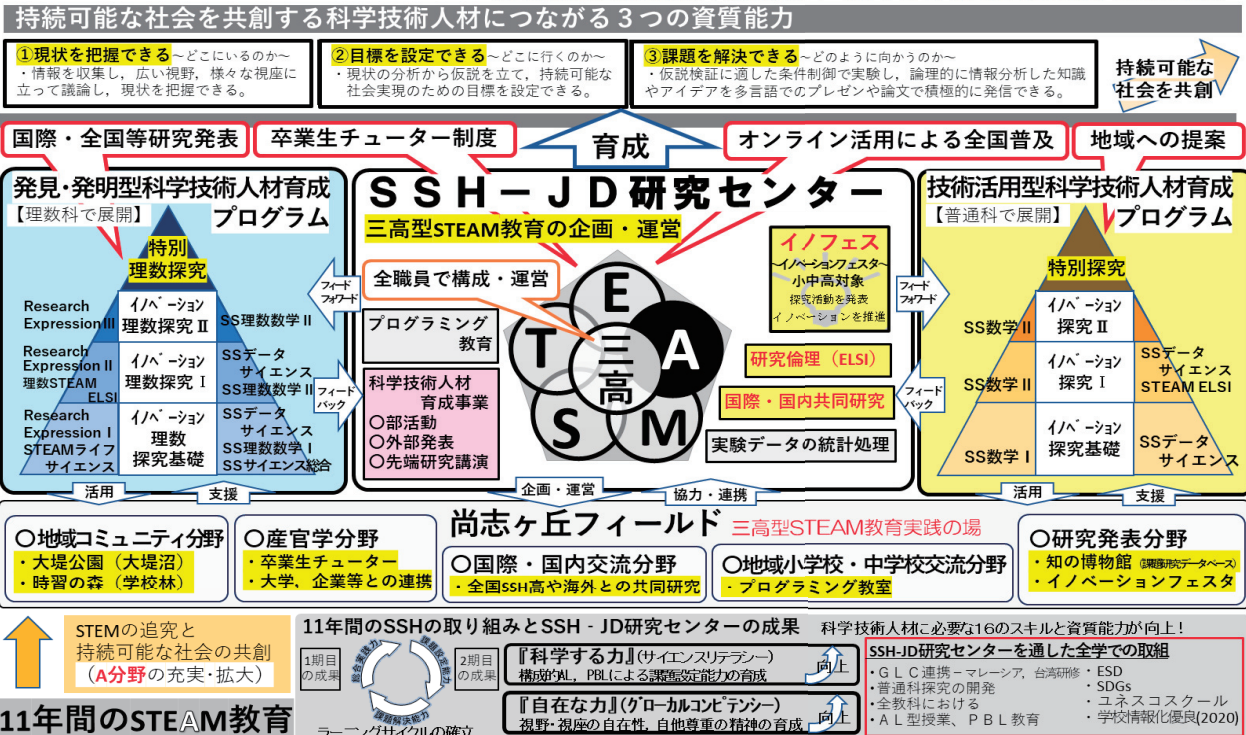 持続可能な社会を共創する科学技術人材につながる３つの資質能力
①現状を把握できる～どこにいるのか～
・情報を収集し，広い視野，様々な視座に
立って議論し，現状を把握できる。
②目標を設定できる～どこに行くのか～
・現状の分析から仮説を立て，持続可能な
社会実現のための目標を設定できる。
③課題を解決できる～どのように向かうのか～
・仮説検証に適した条件制御で実験し，論理的に情報分析した知識
やアイデアを多言語でのプレゼンや論文で積極的に発信できる。
持続可能な
社会を共創
国際・全国等研究発表
卒業生チューター制度
育成
オンライン活用による全国普及
地域への提案
発見・発明型科学技術人材育成
【理数科で展開】
プログラム
特別
理数探究
Research
Expression Ⅲ
ｲﾉﾍﾞｰｼｮﾝ
理数探究Ⅱ
SS理数数学Ⅱ
Research
Expression Ⅱ
理数STEAM
ELSI
ｲﾉﾍﾞｰｼｮﾝ
理数探究Ⅰ
SSデータ
サイエンス
SS理数数学Ⅱ
Research
Expression Ⅰ
STEAMライフ
サイエンス
ｲﾉﾍﾞｰｼｮﾝ
理数
探究基礎
SSデータ
サイエンス
SS理数数学Ⅰ
SSサイエンス総合
ＳＳＨ－ＪＤ研究センター
三高型STEAM教育の企画・運営
全職員で構成・運営
フィード
フォワード
フィード
バック
プログラミング
教育
科学技術人材
育成事業
○部活動
○外部発表
○先端研究講演
E
T
A
S
M
三高
イノフェス
～イノベーションフェスタ～
小中高対象
探究活動を発表
イノベーションを推進
研究倫理（ELSI）
国際・国内共同研究
実験データの統計処理
フィード
フォワード
フィード
バック
技術活用型科学技術人材育成
【普通科で展開】
プログラム
特別探究
SS数学Ⅱ
ｲﾉﾍﾞｰｼｮﾝ
探究Ⅱ
SS数学Ⅱ
ｲﾉﾍﾞｰｼｮﾝ
探究Ⅰ
SSデータ
サイエンス
STEAM ELSI
SS数学Ⅰ
ｲﾉﾍﾞｰｼｮﾝ
探究基礎
SSデータ
サイエンス
活用
支援
企画・運営
協力・連携
活用
支援
尚志ヶ丘フィールド 三高型STEAM教育実践の場
○地域コミュニティ分野
・大堤公園（大堤沼）
・時習の森（学校林）
○産官学分野
・卒業生チューター
・大学、企業等との連携
○国際・国内交流分野
・全国SSH高や海外との共同研究
○地域小学校・中学校交流分野
・プログラミング教室
○研究発表分野
・知の博物館（課題研究データベース）
・イノベーションフェスタ
STEMの追究と
持続可能な社会の共創
（A分野の充実・拡大）
11年間のSTEAM教育
11年間のSSHの取り組みとSSH‐JD研究センターの成果
科学技術人材に必要な16のスキルと資質能力が向上！
1期目
の成果
総合実践力
課題設定能力
課題解決能力
ラーニングサイクルの確立
2期目
の成果
『科学する力』(サイエンスリテラシー)
構成的AL，PBLによる課題設定能力の育成
向上
『自在な力』(グローカルコンピテンシー)
視野・視座の自在性，自他尊重の精神の育成
向上
SSH-JD研究センターを通した全学での取組
・ＧＬＣ連携－マレーシア，台湾研修
・普通科探究の開発
・全教科における
・ＡＬ型授業、ＰＢＬ教育
・ESD
・SDGs
・ユネスコスクール
・学校情報化優良(2020)